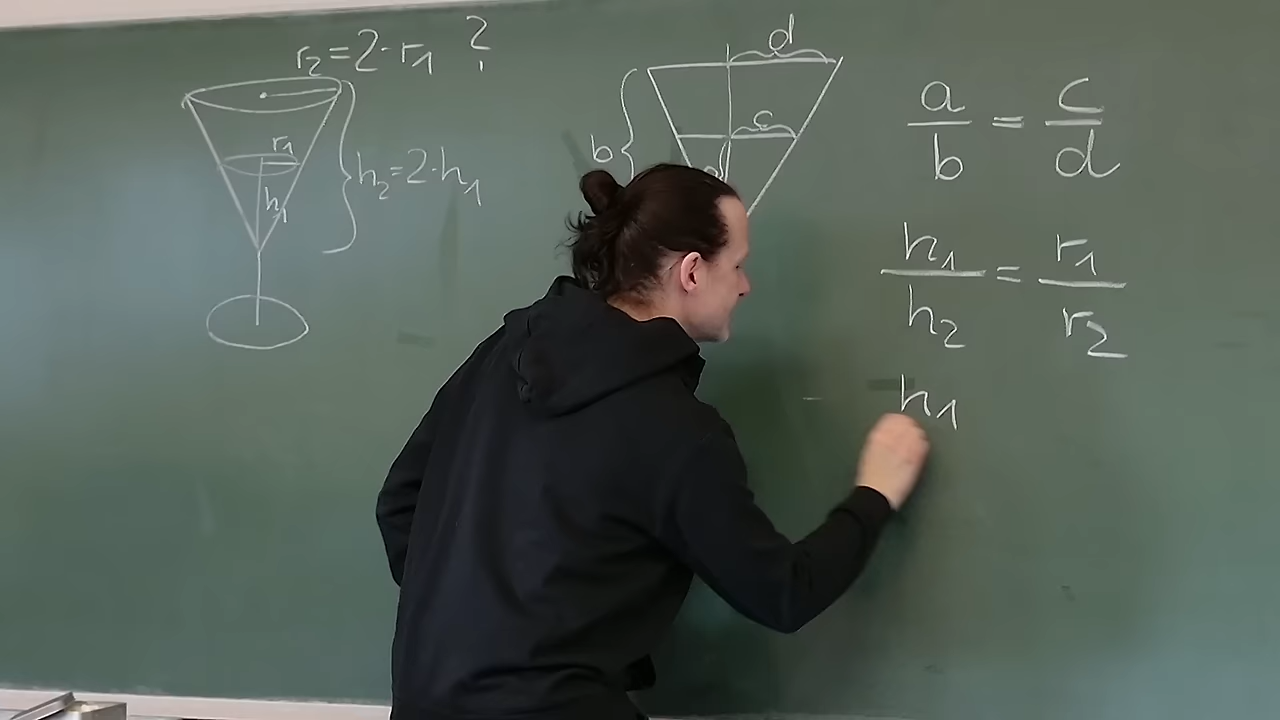 r₂=2·r₁ ?
r₁
h₁
h₂=2·h₁
d
c
b
a/b = c/d
h₁/h₂ = r₁/r₂
h₁